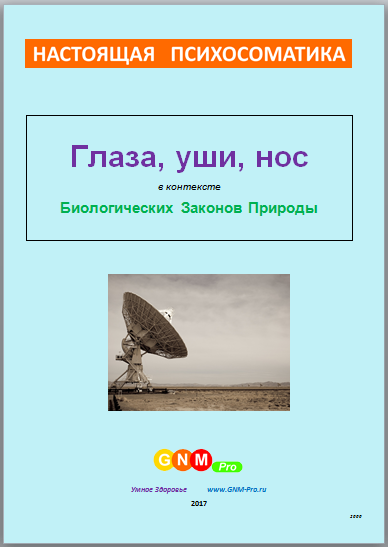 НАСТОЯЩАЯ ПСИХОСОМАТИКА
Глаза, уши, нос
в контексте
Биологических Законов Природы
GNM Pro
Умное Здоровье www.GNM-Pro.ru
2017